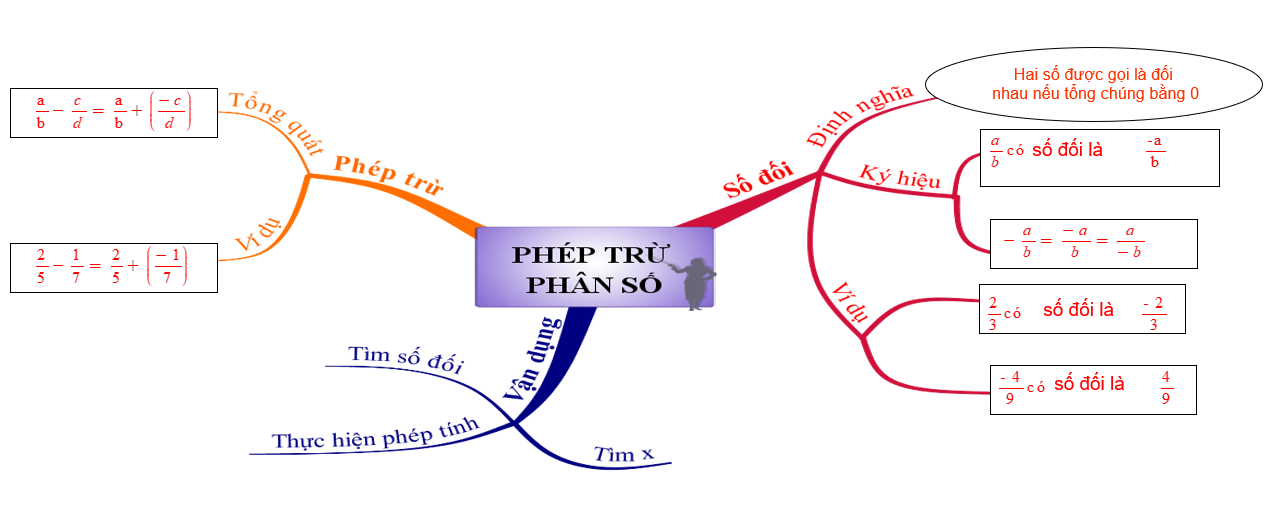 PHÉP TRỪ
PHÂN SỐ
Số đối
Định nghĩa
Hai số được gọi là đối
nhau nếu tổng chúng bằng 0
Ký hiệu
a/b có số đối là -a/b
- a/b = -a/b = a/-b
Ví dụ
2/3 có số đối là -2/3
-4/9 có số đối là 4/9
Phép trừ
Tổng quát
a/b - c/d = a/b + (-c/d)
Ví dụ
2/5 - 1/7 = 2/5 + (-1/7)
Vận dụng
Tìm số đối
Thực hiện phép tính
Tìm x